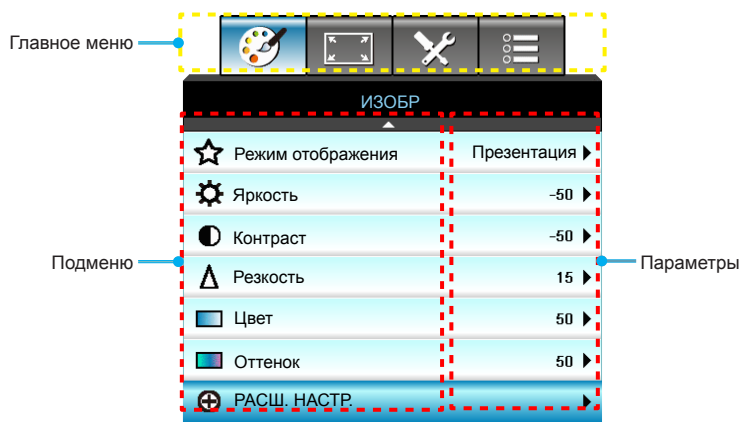 Главное меню
ИЗОБР
Режим отображения Презентация
Яркость -50
Контраст -50
Подменю
Параметры
Резкость 15
Цвет 50
Оттенок 50
РАСШ. НАСТР.